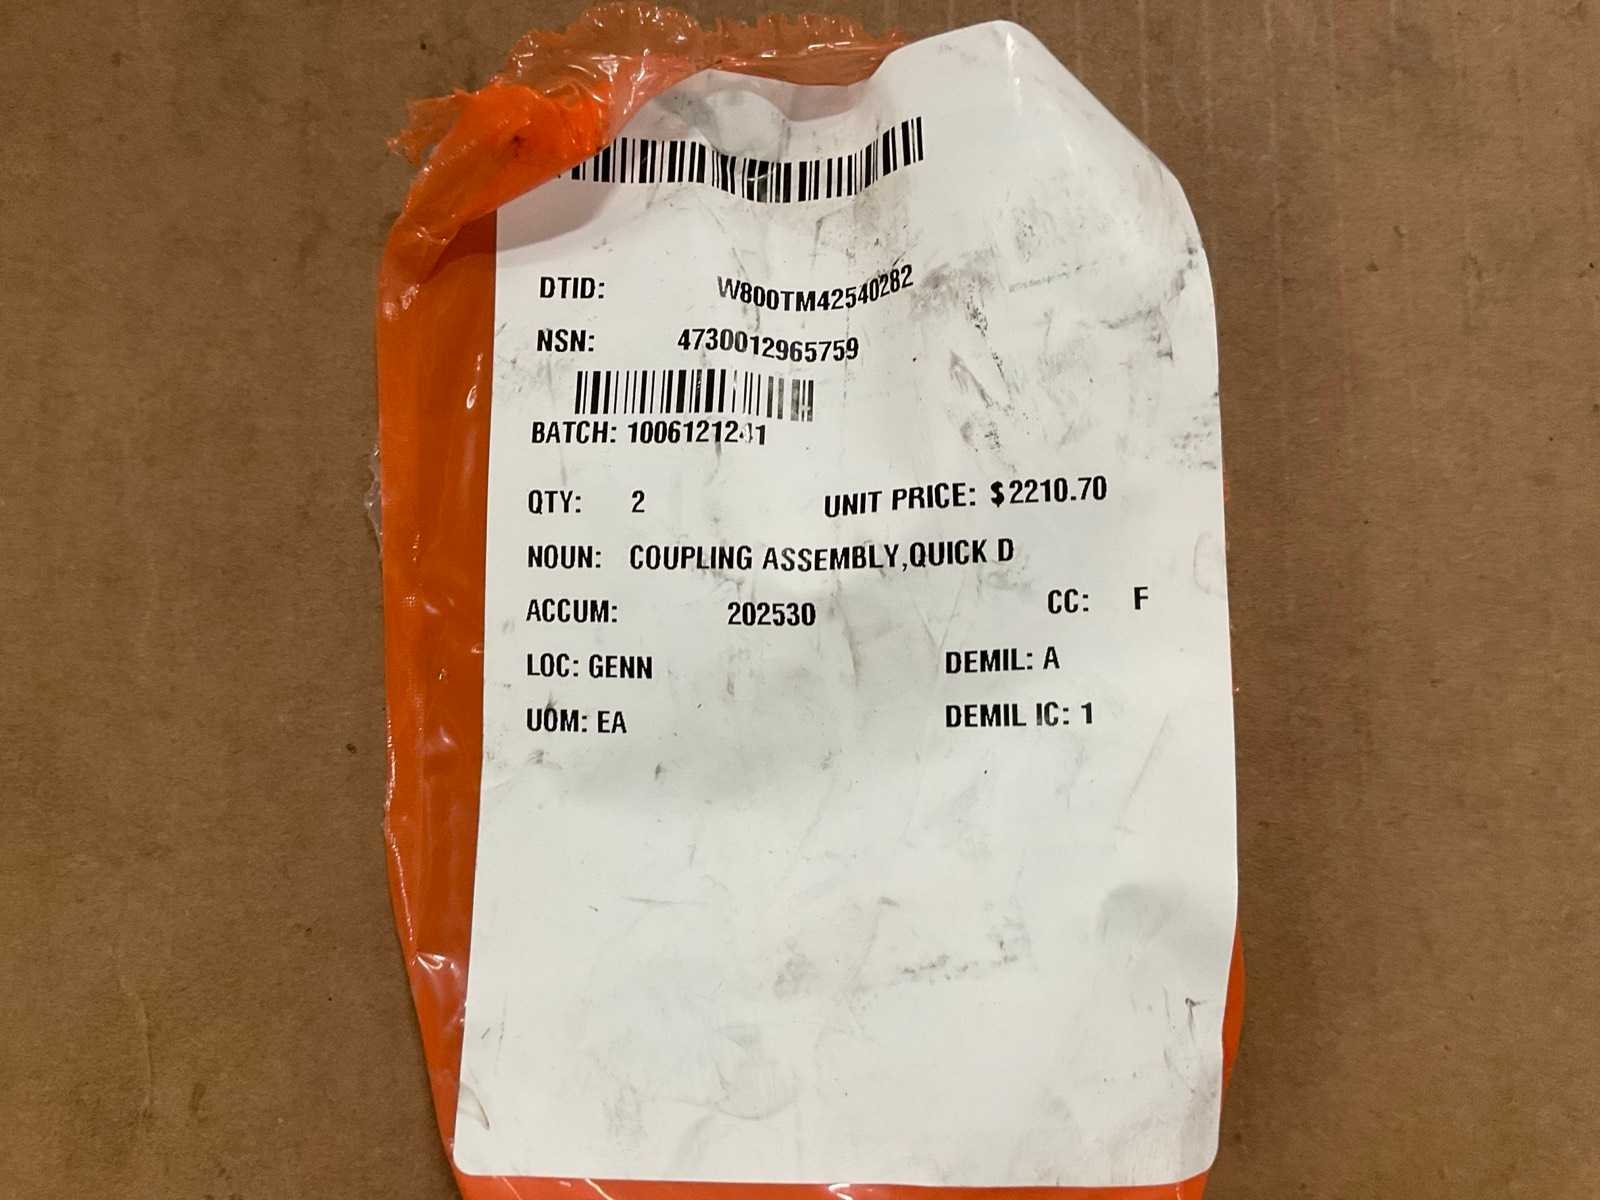 DTID: W800TM42540282
NSN: 4730012965759
BATCH: 1006121241
QTY: 2 UNIT PRICE: $2210.70
NOUN: COUPLING ASSEMBLY,QUICK D
ACCUM: 202530 CC: F
LOC: GENN DEMIL: A
UOM: EA DEMIL IC: 1